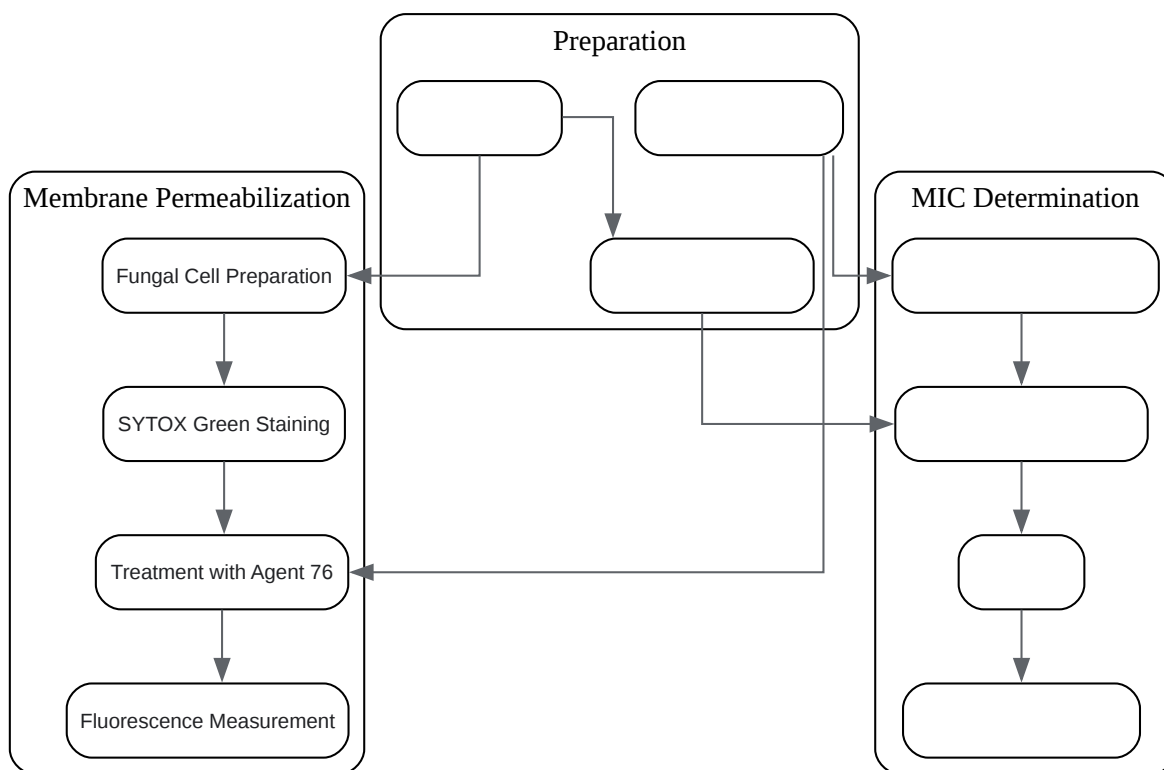 Preparation
Membrane Permeabilization
Fungal Cell Preparation
SYTOX Green Staining
Treatment with Agent 76
Fluorescence Measurement
MIC Determination